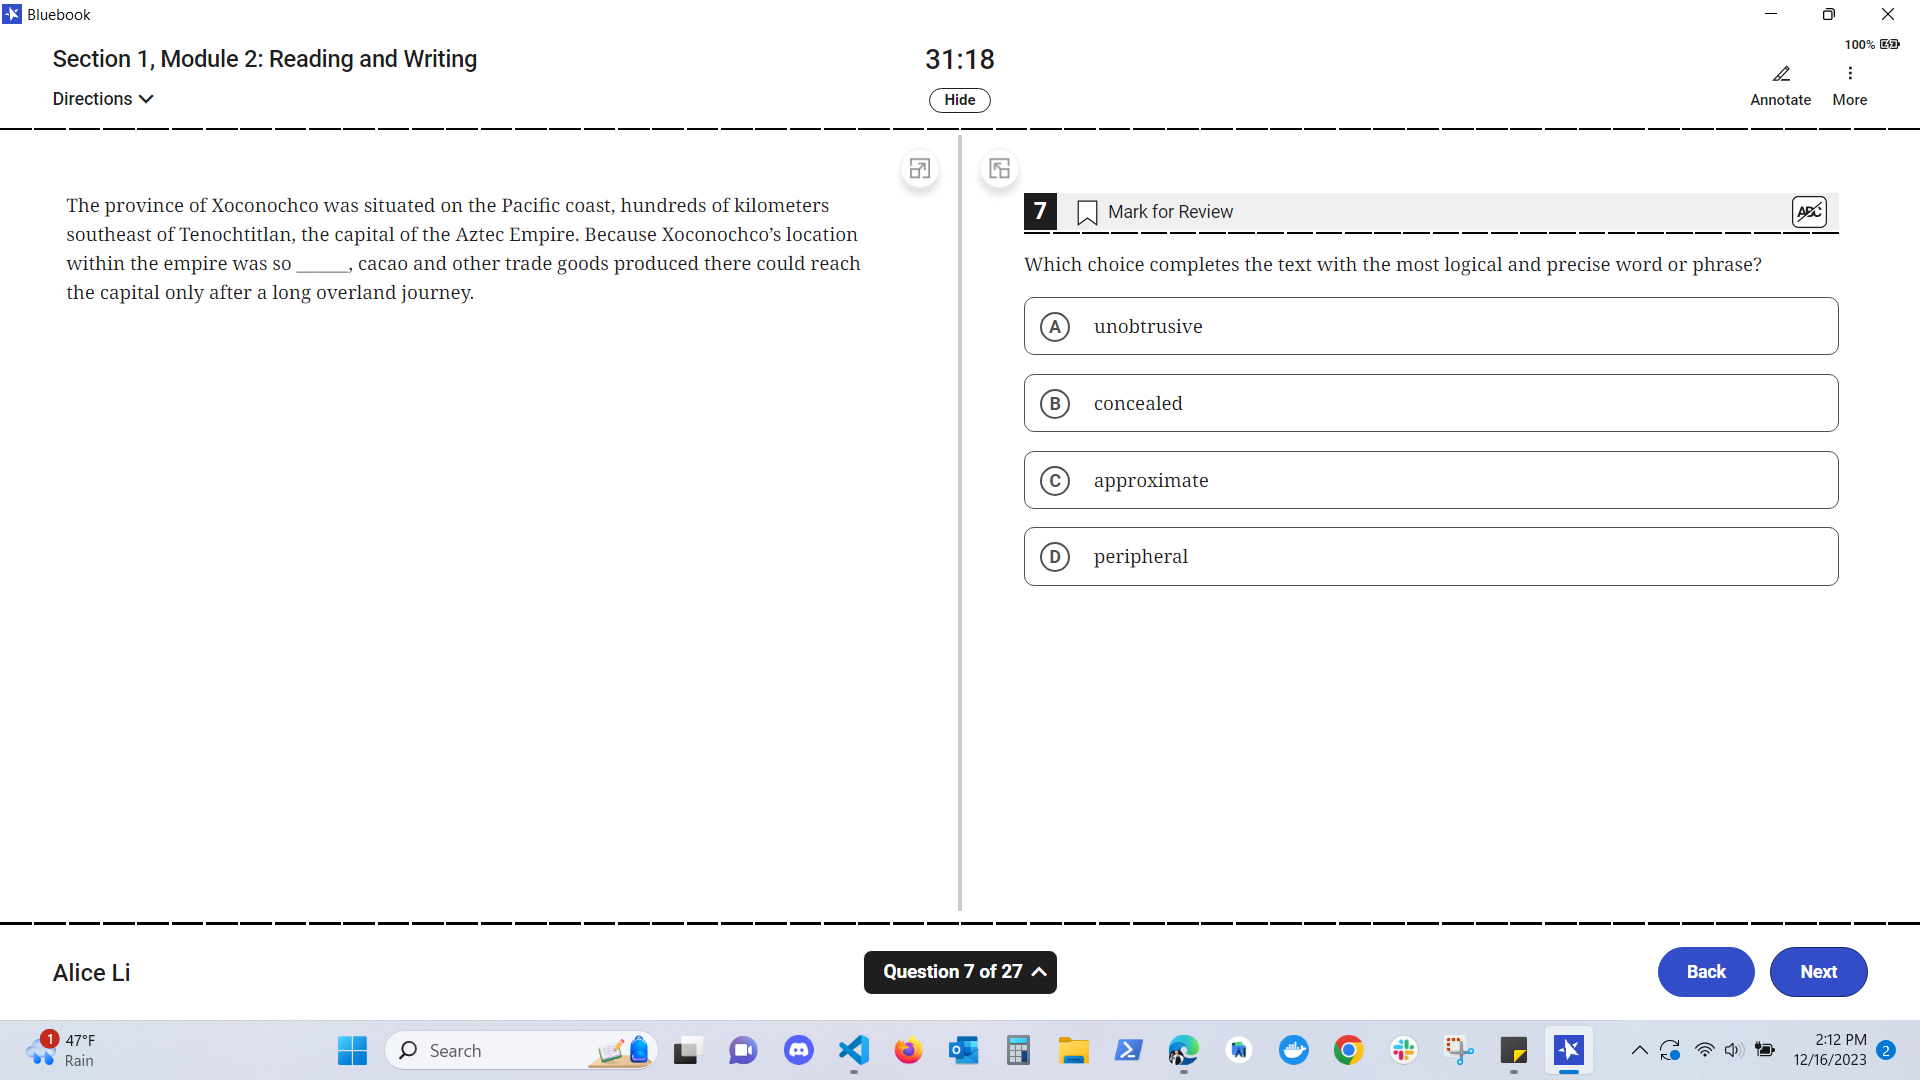 Bluebook
Section 1, Module 2: Reading and Writing
31:18
100%
Directions
Hide
Annotate
More
The province of Xoconochco was situated on the Pacific coast, hundreds of kilometers
southeast of Tenochtitlan, the capital of the Aztec Empire. Because Xoconochco’s location
within the empire was so ______, cacao and other trade goods produced there could reach
the capital only after a long overland journey.
7
Mark for Review
ABC
Which choice completes the text with the most logical and precise word or phrase?
A unobtrusive
B concealed
C approximate
D peripheral
Alice Li
Question 7 of 27
Back
Next
1
47°F
Rain
Search
2:12 PM
12/16/2023
2